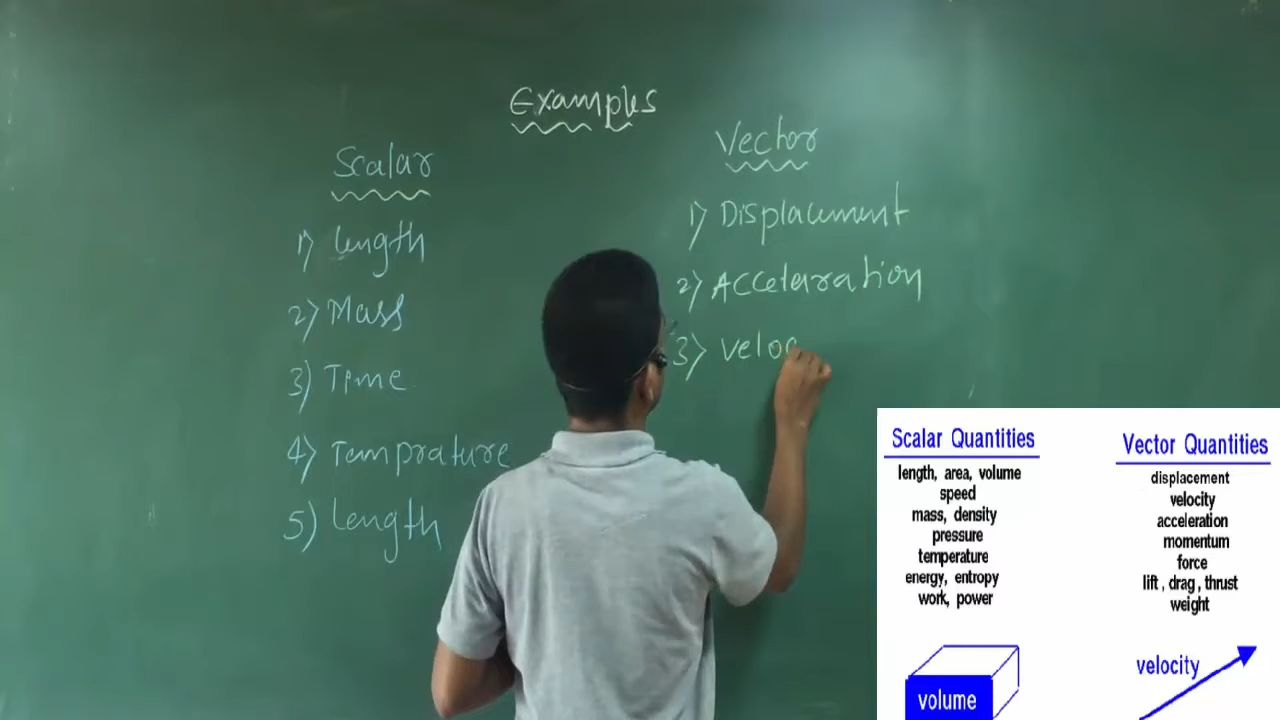 Examples
Scalar
1) Length
2) Mass
3) Time
4) Tamprature
5) Length
Vector
1) Displacement
2) Accelaration
3) Veloc
Scalar Quantities
length, area, volume
speed
mass, density
pressure
temperature
energy, entropy
work, power
volume
Vector Quantities
displacement
velocity
acceleration
momentum
force
lift , drag , thrust
weight
velocity